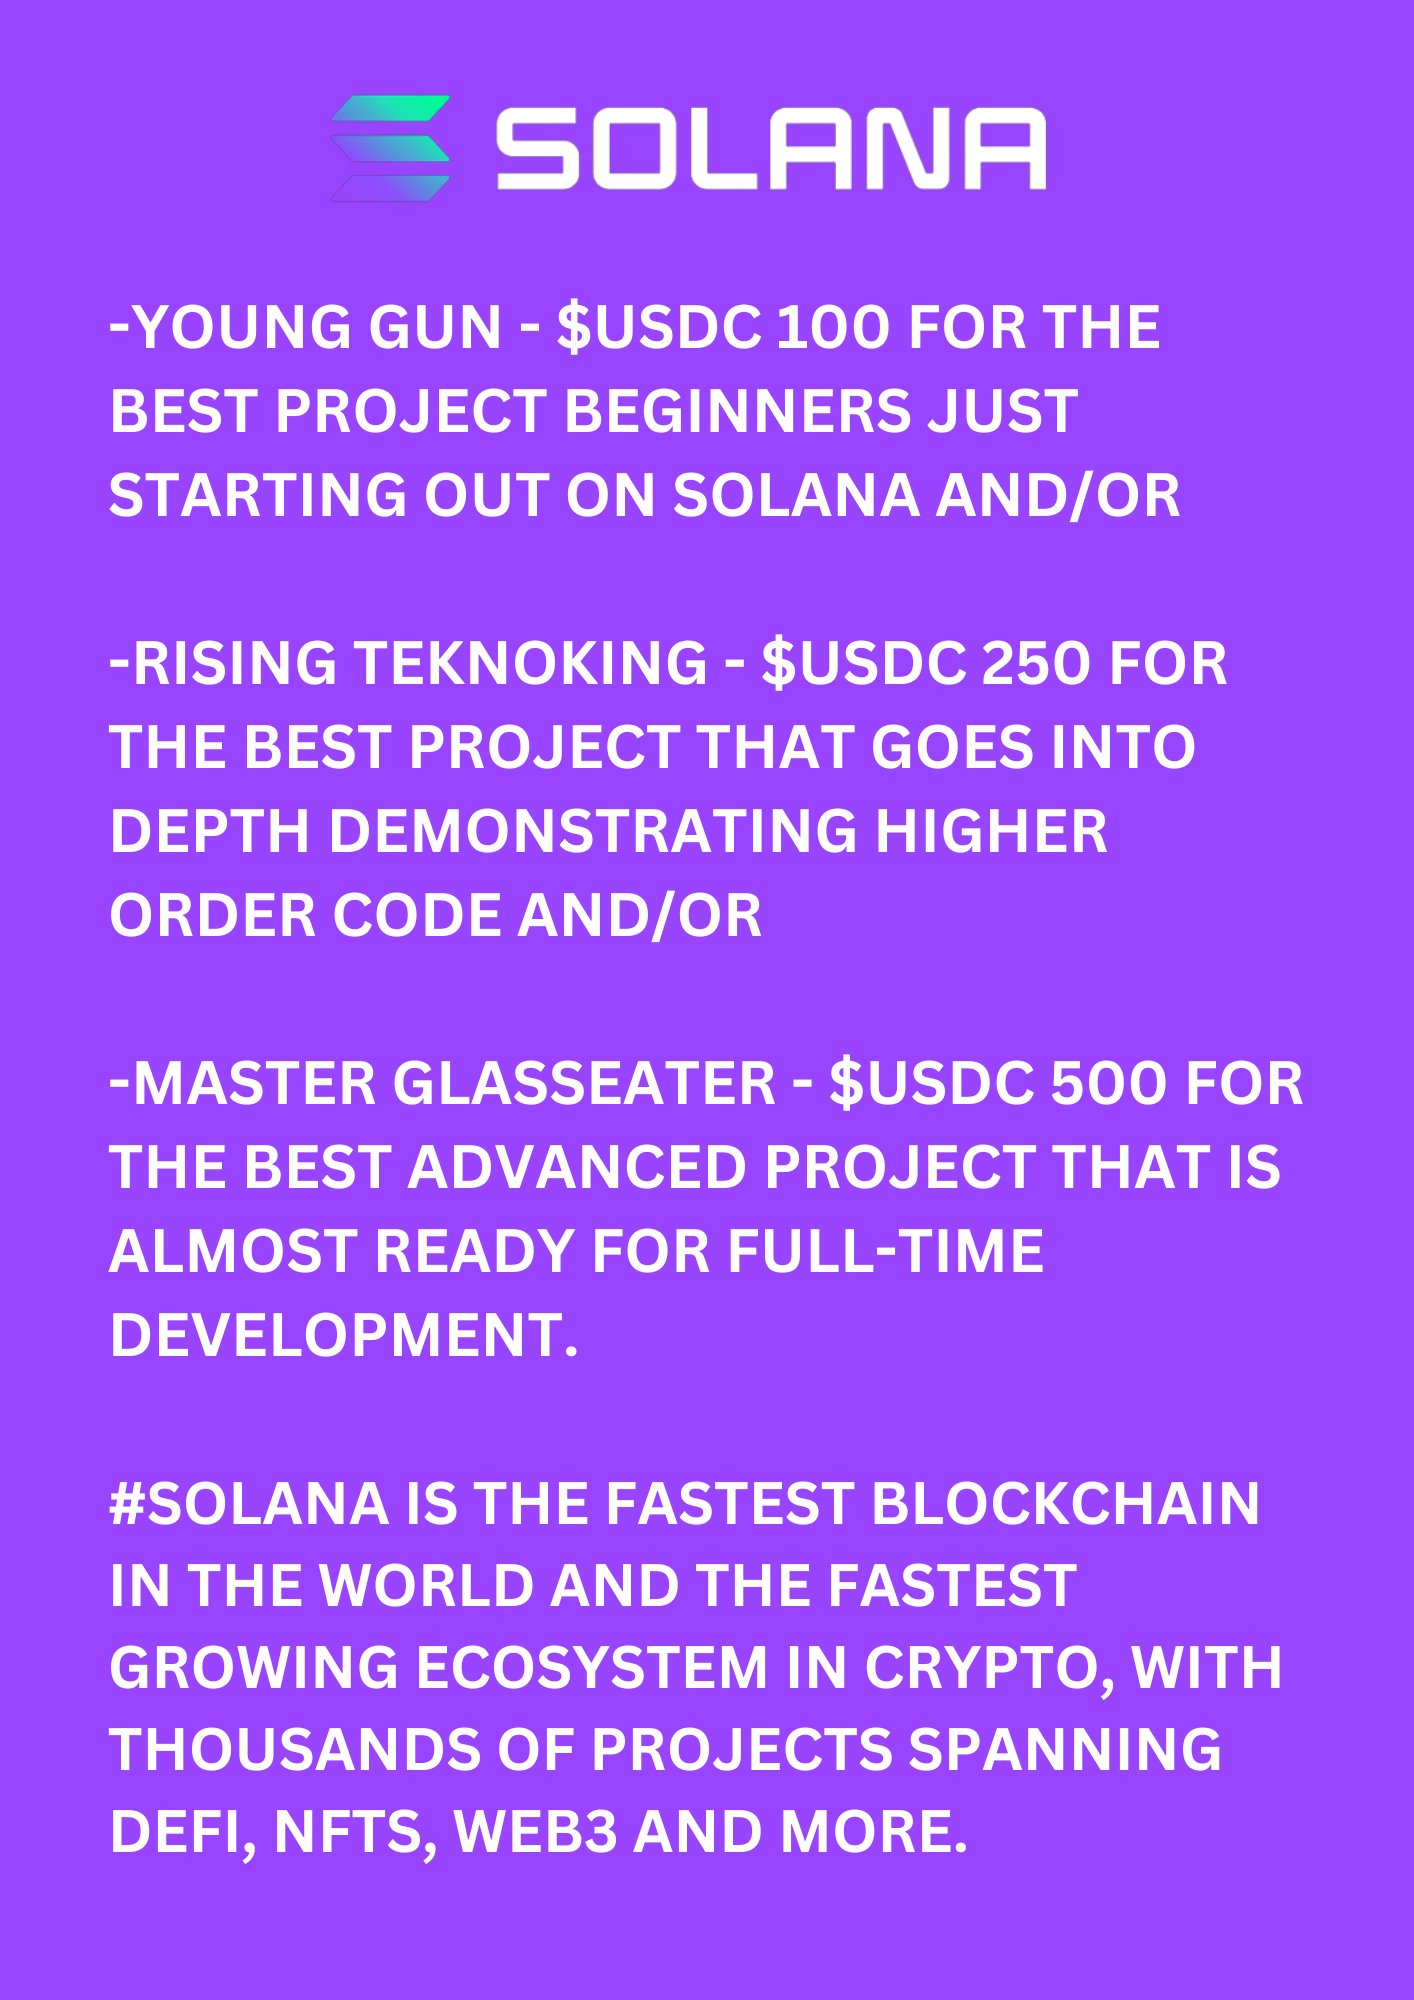 SOLANA
-YOUNG GUN - $USDC 100 FOR THE
BEST PROJECT BEGINNERS JUST
STARTING OUT ON SOLANA AND/OR
-RISING TEKNOKING - $USDC 250 FOR
THE BEST PROJECT THAT GOES INTO
DEPTH DEMONSTRATING HIGHER
ORDER CODE AND/OR
-MASTER GLASSEATER - $USDC 500 FOR
THE BEST ADVANCED PROJECT THAT IS
ALMOST READY FOR FULL-TIME
DEVELOPMENT.
#SOLANA IS THE FASTEST BLOCKCHAIN
IN THE WORLD AND THE FASTEST
GROWING ECOSYSTEM IN CRYPTO, WITH
THOUSANDS OF PROJECTS SPANNING
DEFI, NFTS, WEB3 AND MORE.